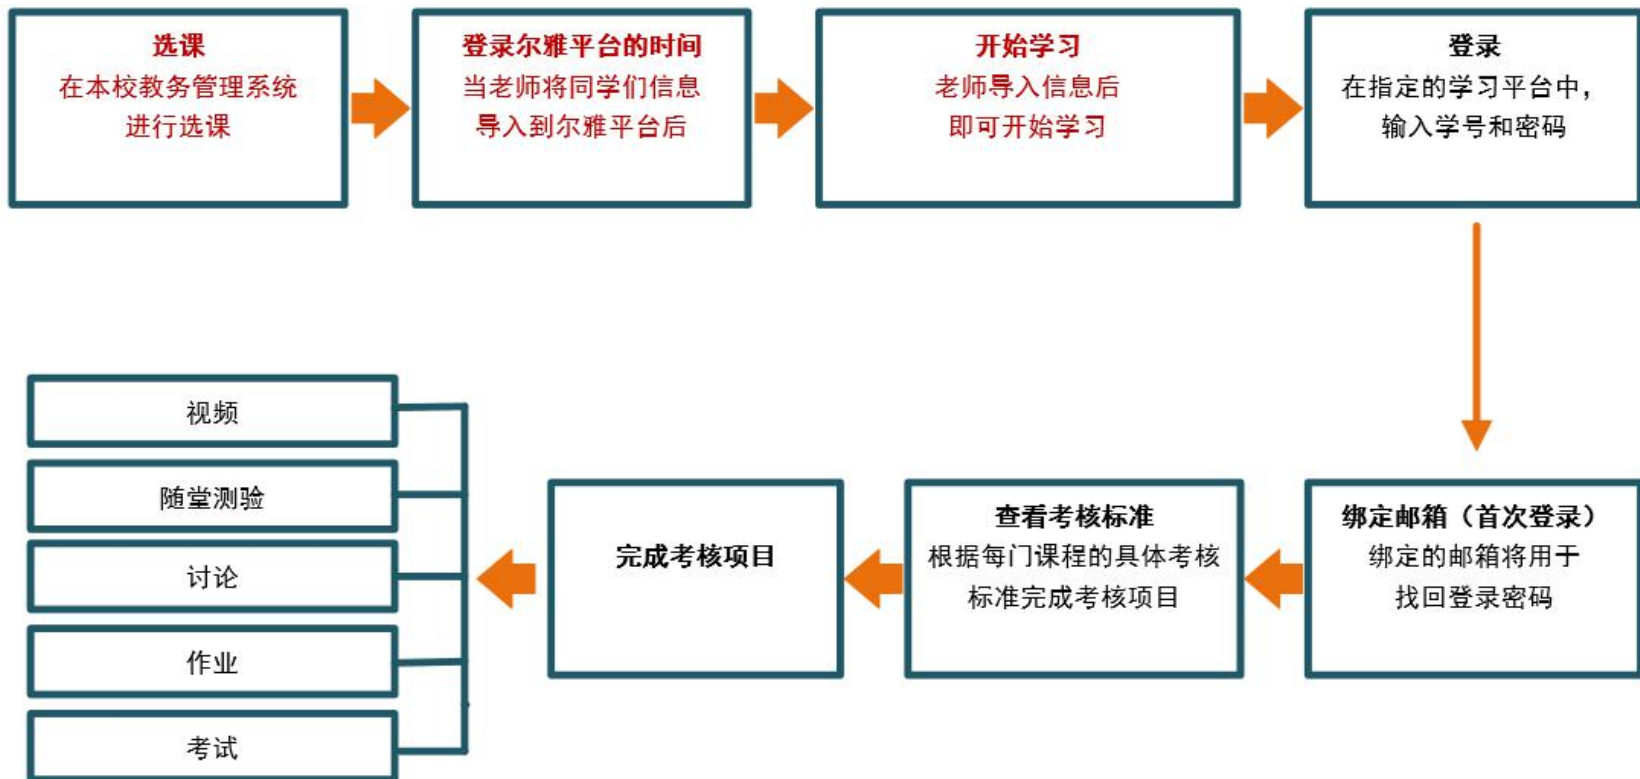 选课
在本校教务管理系统
进行选课
登录尔雅平台的时间
当老师将同学们信息
导入到尔雅平台后
开始学习
老师导入信息后
即可开始学习
登录
在指定的学习平台中，
输入学号和密码
绑定邮箱（首次登录）
绑定的邮箱将用于
找回登录密码
查看考核标准
根据每门课程的具体考核
标准完成考核项目
完成考核项目
视频
随堂测验
讨论
作业
考试